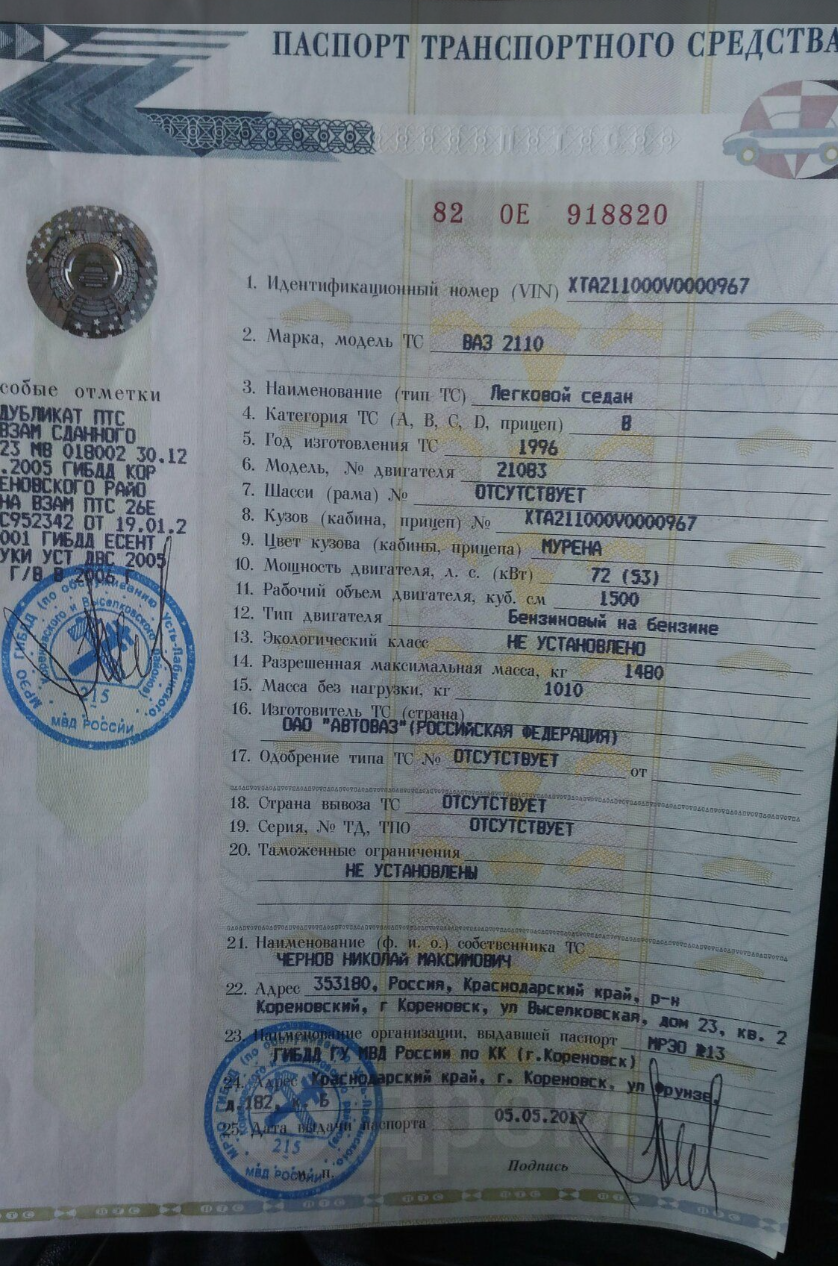 ПАСПОРТ ТРАНСПОРТНОГО СРЕДСТВА
82 ОЕ 918820
1. Идентификационный номер (VIN) XTA211000V0000967
2. Марка, модель ТС ВАЗ 2110
3. Наименование (тип ТС) Легковой седан
4. Категория ТС (А, В, С, D, прицеп) В
5. Год изготовления ТС 1996
6. Модель, № двигателя 21083
7. Шасси (рама) № ОТСУТСТВУЕТ
8. Кузов (кабина, прицеп) № XTA211000V0000967
9. Цвет кузова (кабины, прицепа) МУРЕНА
10. Мощность двигателя, л. с. (кВт) 72 (53)
11. Рабочий объем двигателя, куб. см 1500
12. Тип двигателя Бензиновый на бензине
13. Экологический класс НЕ УСТАНОВЛЕНО
14. Разрешенная максимальная масса, кг 1480
15. Масса без нагрузки, кг 1010
16. Изготовитель ТС (страна)
ОАО "АВТОВАЗ"(РОССИЙСКАЯ ФЕДЕРАЦИЯ)
17. Одобрение типа ТС № ОТСУТСТВУЕТ от
18. Страна вывоза ТС ОТСУТСТВУЕТ
19. Серия, № ТД, ТПО ОТСУТСТВУЕТ
20. Таможенные ограничения
НЕ УСТАНОВЛЕНЫ
21. Наименование (ф. и. о.) собственника ТС
ЧЕРНОВ НИКОЛАЙ МАКСИМОВИЧ
22. Адрес 353180, Россия, Краснодарский край, р-н
Кореновский, г Кореновск, ул Выселковская, дом 23, кв. 2
23. Наименование организации, выдавшей паспорт МРЭО №13
ГИБДД ГУ МВД России по КК (г.Кореновск)
24. Адрес Краснодарский край, г. Кореновск, ул Фрунзе,
д.182, к. Б
25. Дата выдачи паспорта 05.05.2017
М. П. Подпись
собые отметки
ДУБЛИКАТ ПТС
ВЗАМ СДАННОГО
23 МВ 018002 30.12
.2005 ГИБДД КОР
ЕНОВСКОГО РАЙО
НА ВЗАМ ПТС 26Е
С952342 ОТ 19.01.2
001 ГИБДД ЕСЕНТ
УКИ УСТ ДВС 2005
Г/В В 2006 Г
МРЭО ГИБДД (по обслуживанию Усть-Лабинского,
Кореновского и Выселковского районов)
215
МВД РОССИИ
215
МВД РОССИИ
дром